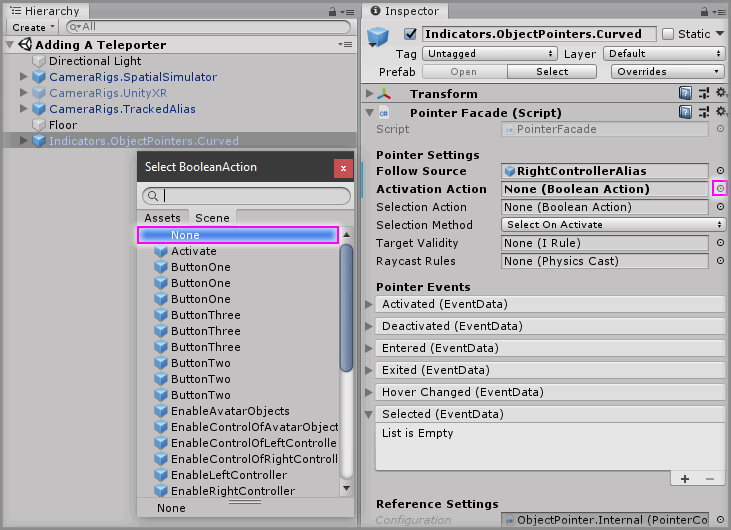 Hierarchy
Create
All
Adding A Teleporter
Directional Light
CameraRigs.SpatialSimulator
CameraRigs.UnityXR
CameraRigs.TrackedAlias
Floor
Indicators.ObjectPointers.Curved
Select BooleanAction
x
Assets Scene
None
Activate
ButtonOne
ButtonOne
ButtonOne
ButtonThree
ButtonThree
ButtonThree
ButtonTwo
ButtonTwo
ButtonTwo
EnableAvatarObjects
EnableControlOfAvatarObject
EnableControlOfLeftControlle
EnableControlOfRightControll
EnableLeftController
EnableRightController
None
Inspector
Indicators.ObjectPointers.Curved Static
Tag Untagged Layer Default
Prefab Open Select Overrides
Transform
Pointer Facade (Script)
Script PointerFacade
Pointer Settings
Follow Source RightControllerAlias
Activation Action None (Boolean Action)
Selection Action None (Boolean Action)
Selection Method Select On Activate
Target Validity None (I Rule)
Raycast Rules None (Physics Cast)
Pointer Events
Activated (EventData)
Deactivated (EventData)
Entered (EventData)
Exited (EventData)
Hover Changed (EventData)
Selected (EventData)
List is Empty
+ −
Reference Settings
Configuration ObjectPointer.Internal (PointerCo